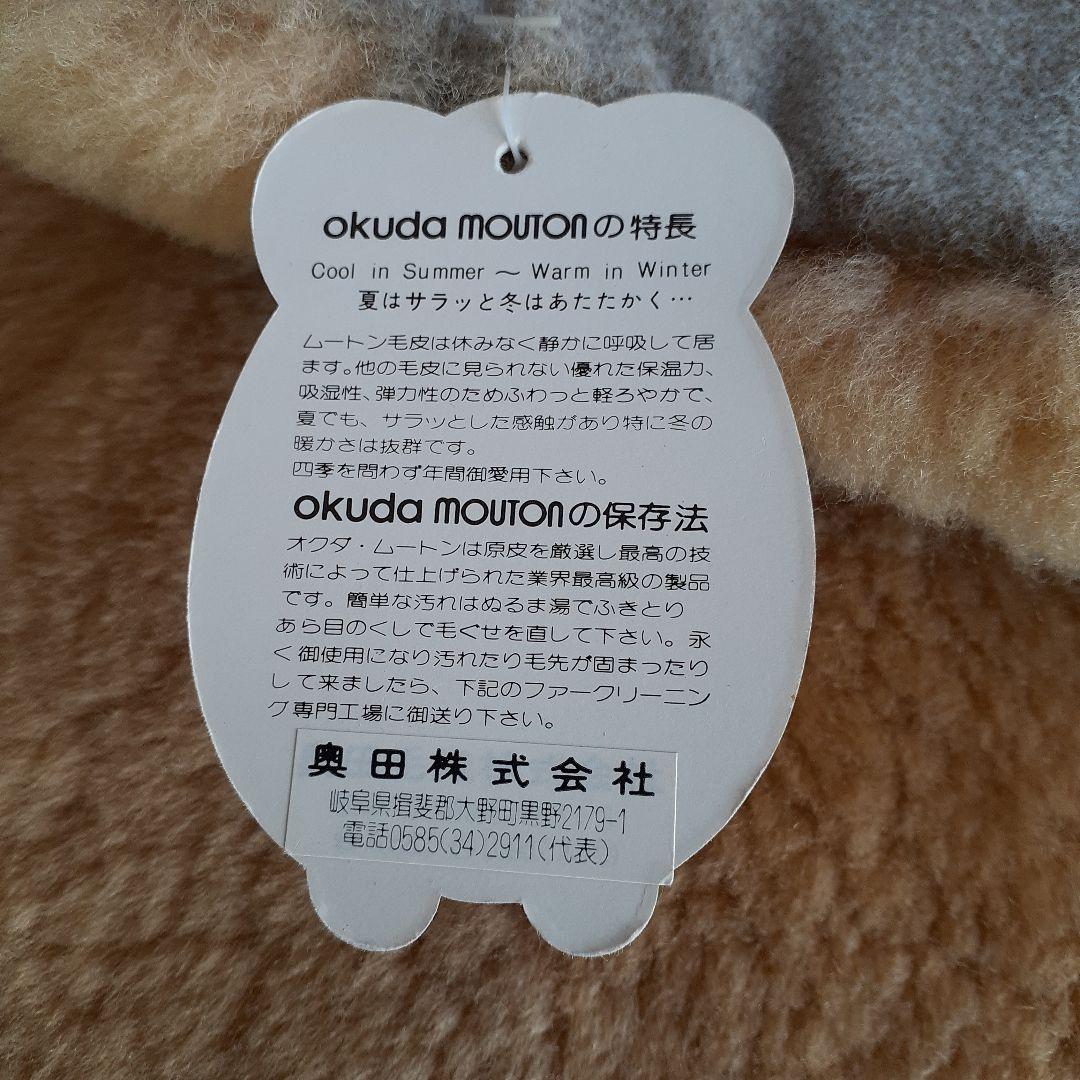 okuda MOUTONの特長
Cool in Summer ～ Warm in Winter
夏はサラッと冬はあたたかく…
ムートン毛皮は休みなく静かに呼吸して居
ます。他の毛皮に見られない優れた保温力、
吸湿性、弾力性のためふわっと軽ろやかで、
夏でも、サラッとした感触があり特に冬の
暖かさは抜群です。
四季を問わず年間御愛用下さい。
okuda MOUTONの保存法
オクダ・ムートンは原皮を厳選し最高の技
術によって仕上げられた業界最高級の製品
です。簡単な汚れはぬるま湯でふきとり
あら目のくしで毛ぐせを直して下さい。永
く御使用になり汚れたり毛先が固まったり
して来ましたら、下記のファークリーニン
グ専門工場に御送り下さい。
奥田株式会社
岐阜県揖斐郡大野町黒野2179-1
電話0585(34)2911(代表)